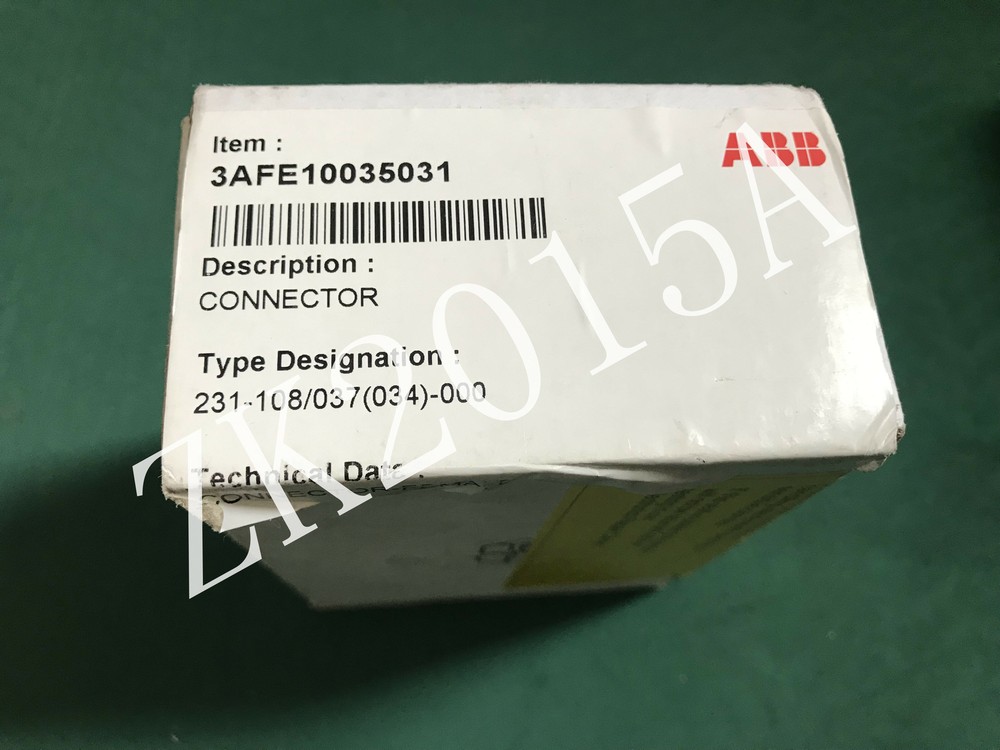 Item :
ABB
3AFE10035031
Description :
CONNECTOR
Type Designation :
231-108/037(034)-000
Technical Data :
ZK2015A